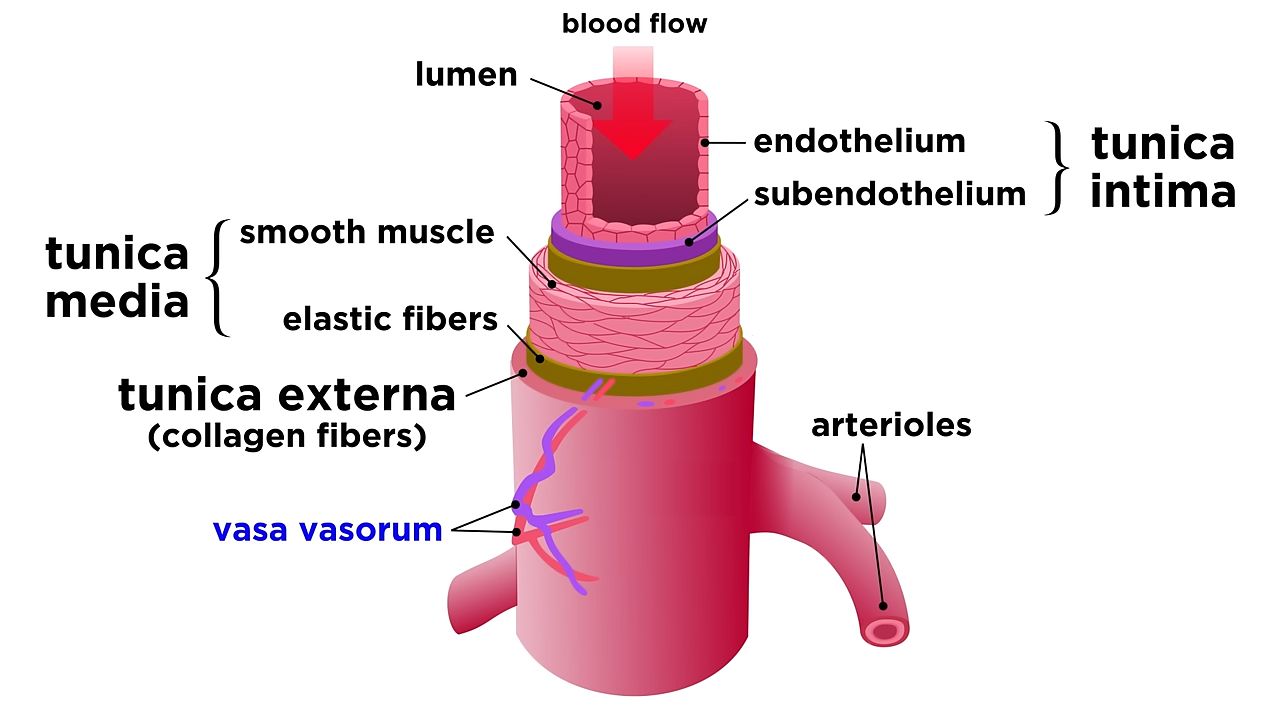 blood flow
lumen
endothelium
subendothelium
tunica
intima
smooth muscle
elastic fibers
tunica
media
tunica externa
(collagen fibers)
arterioles
vasa vasorum